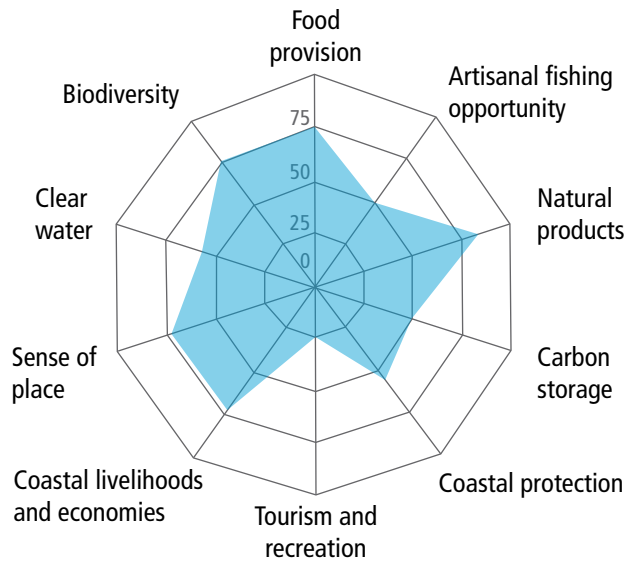 Food
provision
Artisanal fishing
opportunity
Natural
products
Carbon
storage
Coastal protection
Tourism and
recreation
Coastal livelihoods
and economies
Sense of
place
Clear
water
Biodiversity
75
50
25
0